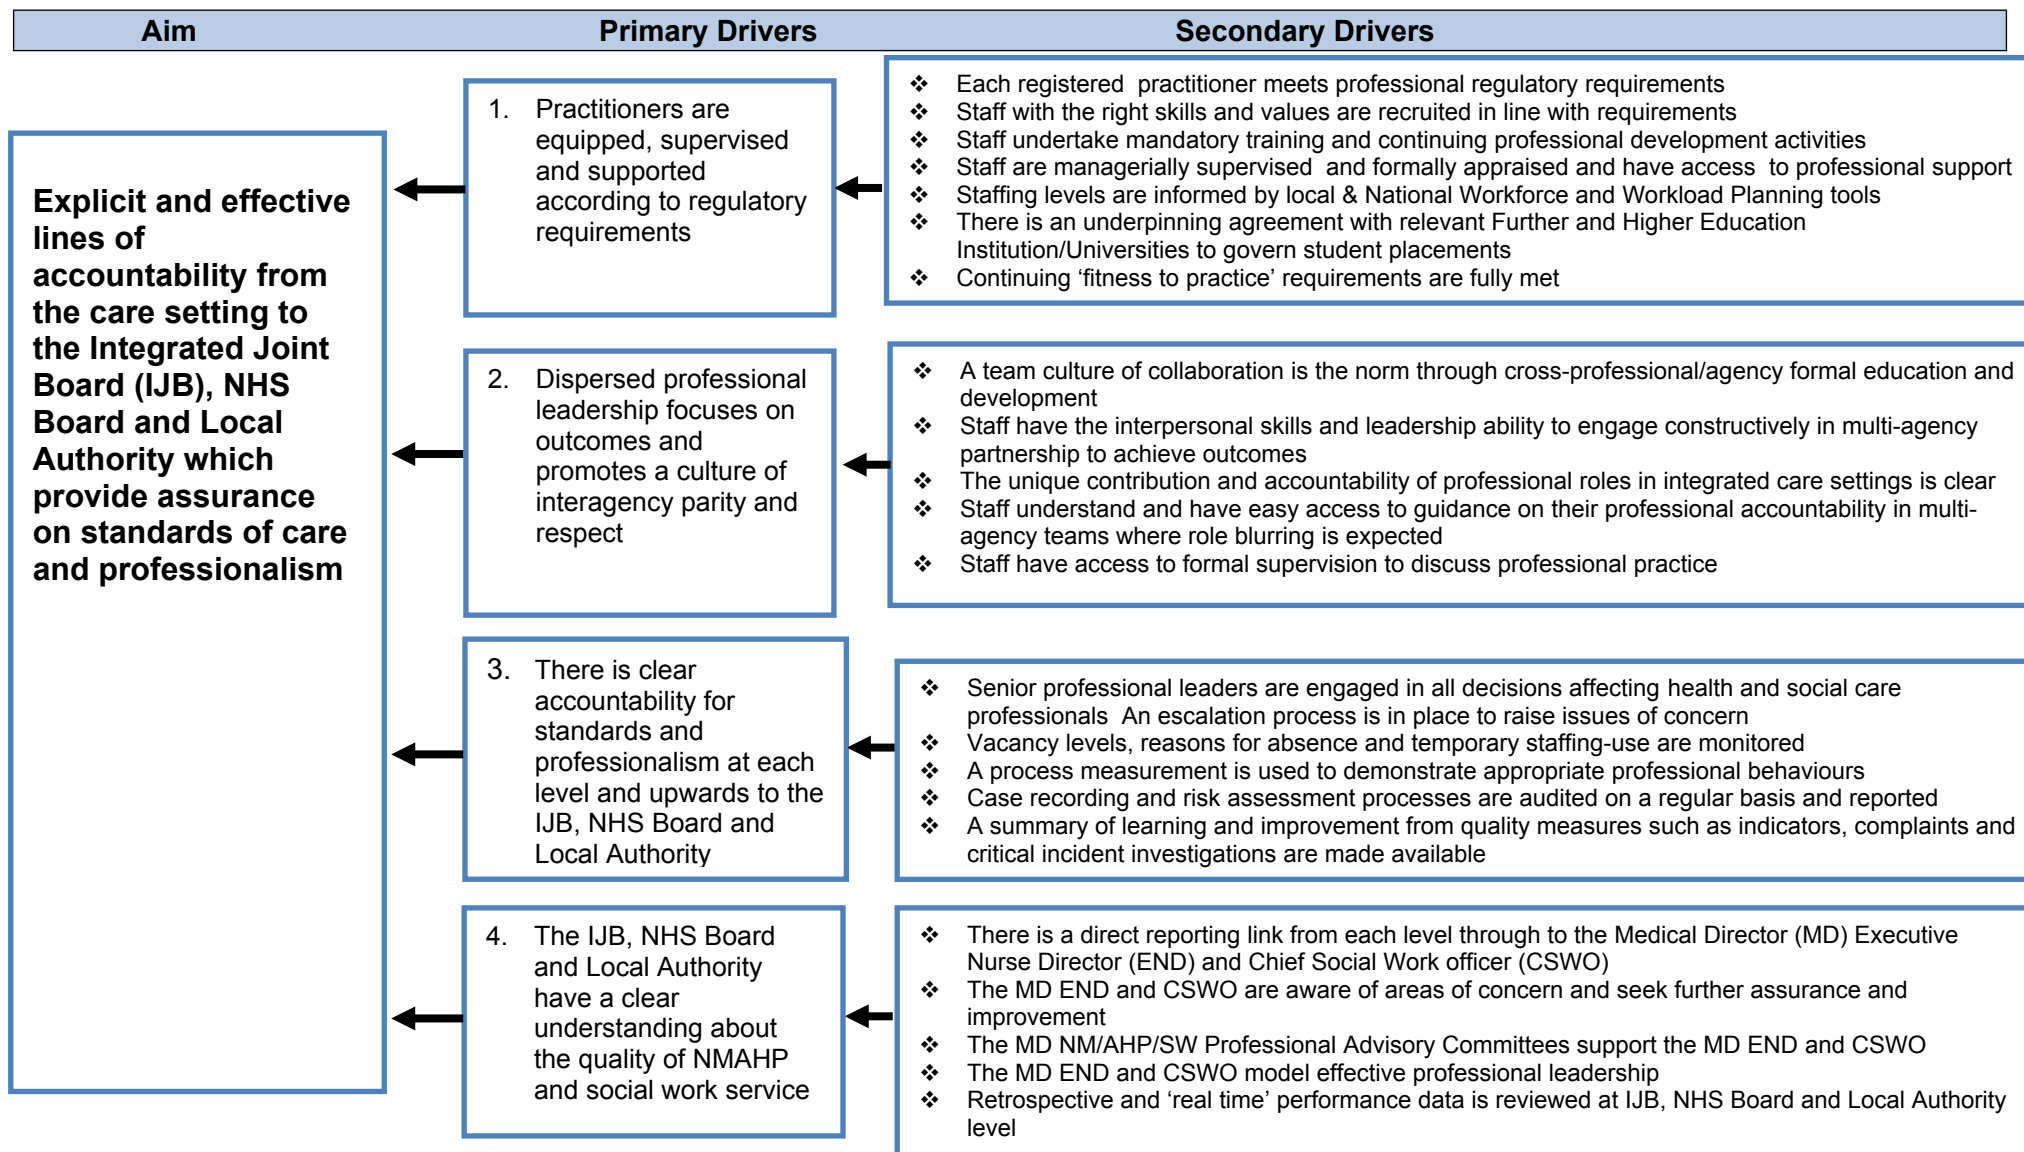 Aim Primary Drivers Secondary Drivers
Explicit and effective
lines of
accountability from
the care setting to
the Integrated Joint
Board (IJB), NHS
Board and Local
Authority which
provide assurance
on standards of care
and professionalism
1. Practitioners are
equipped, supervised
and supported
according to regulatory
requirements
❖ Each registered practitioner meets professional regulatory requirements
❖ Staff with the right skills and values are recruited in line with requirements
❖ Staff undertake mandatory training and continuing professional development activities
❖ Staff are managerially supervised and formally appraised and have access to professional support
❖ Staffing levels are informed by local & National Workforce and Workload Planning tools
❖ There is an underpinning agreement with relevant Further and Higher Education
Institution/Universities to govern student placements
❖ Continuing ‘fitness to practice’ requirements are fully met
2. Dispersed professional
leadership focuses on
outcomes and
promotes a culture of
interagency parity and
respect
❖ A team culture of collaboration is the norm through cross-professional/agency formal education and
development
❖ Staff have the interpersonal skills and leadership ability to engage constructively in multi-agency
partnership to achieve outcomes
❖ The unique contribution and accountability of professional roles in integrated care settings is clear
❖ Staff understand and have easy access to guidance on their professional accountability in multi-
agency teams where role blurring is expected
❖ Staff have access to formal supervision to discuss professional practice
3. There is clear
accountability for
standards and
professionalism at each
level and upwards to the
IJB, NHS Board and
Local Authority
❖ Senior professional leaders are engaged in all decisions affecting health and social care
professionals An escalation process is in place to raise issues of concern
❖ Vacancy levels, reasons for absence and temporary staffing-use are monitored
❖ A process measurement is used to demonstrate appropriate professional behaviours
❖ Case recording and risk assessment processes are audited on a regular basis and reported
❖ A summary of learning and improvement from quality measures such as indicators, complaints and
critical incident investigations are made available
4. The IJB, NHS Board
and Local Authority
have a clear
understanding about
the quality of NMAHP
and social work service
❖ There is a direct reporting link from each level through to the Medical Director (MD) Executive
Nurse Director (END) and Chief Social Work officer (CSWO)
❖ The MD END and CSWO are aware of areas of concern and seek further assurance and
improvement
❖ The MD NM/AHP/SW Professional Advisory Committees support the MD END and CSWO
❖ The MD END and CSWO model effective professional leadership
❖ Retrospective and ‘real time’ performance data is reviewed at IJB, NHS Board and Local Authority
level